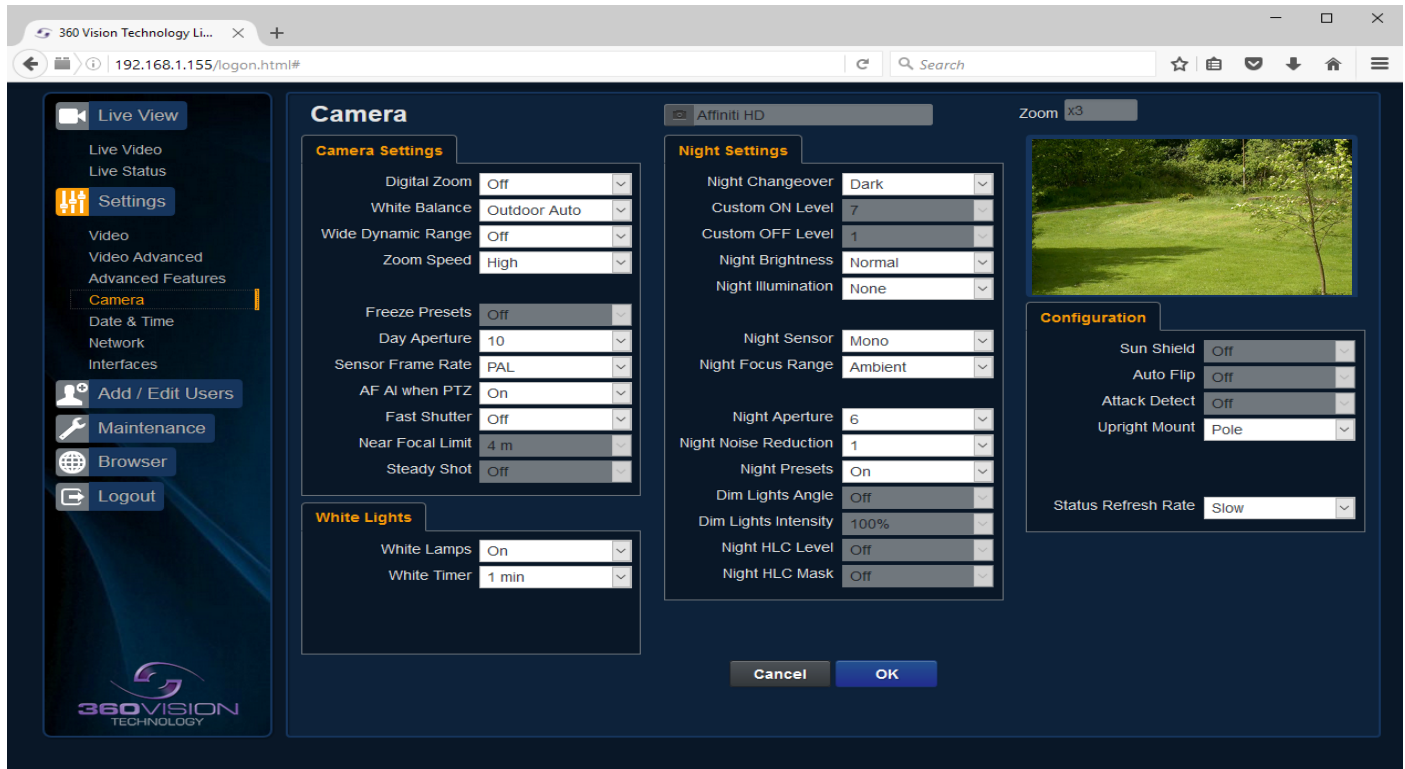 360 Vision Technology Li...
192.168.1.155/logon.html#
Search
Live View
Live Video
Live Status
Settings
Video
Video Advanced
Advanced Features
Camera
Date & Time
Network
Interfaces
Add / Edit Users
Maintenance
Browser
Logout
360VISION
TECHNOLOGY
Camera
Affiniti HD
Zoom x3
Camera Settings
Digital Zoom Off
White Balance Outdoor Auto
Wide Dynamic Range Off
Zoom Speed High
Freeze Presets Off
Day Aperture 10
Sensor Frame Rate PAL
AF AI when PTZ On
Fast Shutter Off
Near Focal Limit 4 m
Steady Shot Off
White Lights
White Lamps On
White Timer 1 min
Night Settings
Night Changeover Dark
Custom ON Level 7
Custom OFF Level 1
Night Brightness Normal
Night Illumination None
Night Sensor Mono
Night Focus Range Ambient
Night Aperture 6
Night Noise Reduction 1
Night Presets On
Dim Lights Angle Off
Dim Lights Intensity 100%
Night HLC Level Off
Night HLC Mask Off
Configuration
Sun Shield Off
Auto Flip Off
Attack Detect Off
Upright Mount Pole
Status Refresh Rate Slow
Cancel
OK